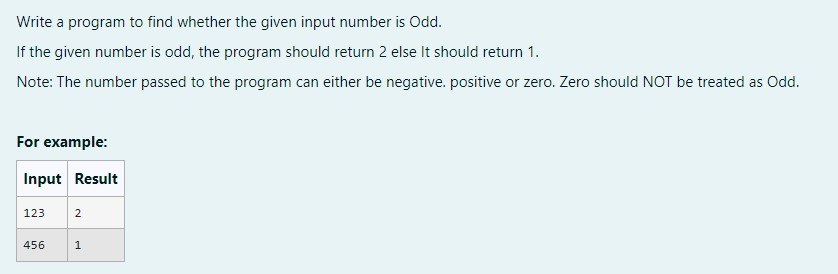 Write a program to find whether the given input number is Odd.
If the given number is odd, the program should return 2 else It should return 1.
Note: The number passed to the program can either be negative. positive or zero. Zero should NOT be treated as Odd.
For example:
Input Result
123 2
456 1